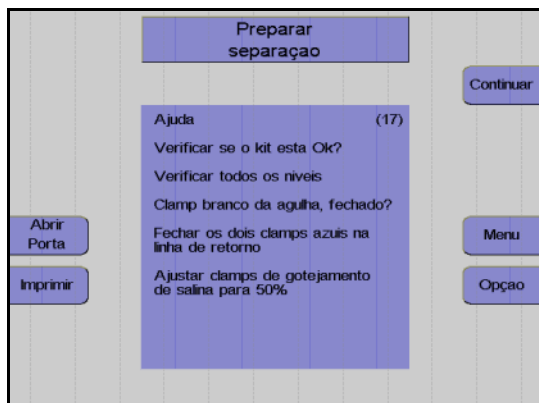 Preparar
separaçao
Continuar
Ajuda (17)
Verificar se o kit esta Ok?
Verificar todos os niveis
Clamp branco da agulha, fechado?
Fechar os dois clamps azuis na
linha de retorno
Ajustar clamps de gotejamento
de salina para 50%
Abrir
Porta
Imprimir
Menu
Opçao